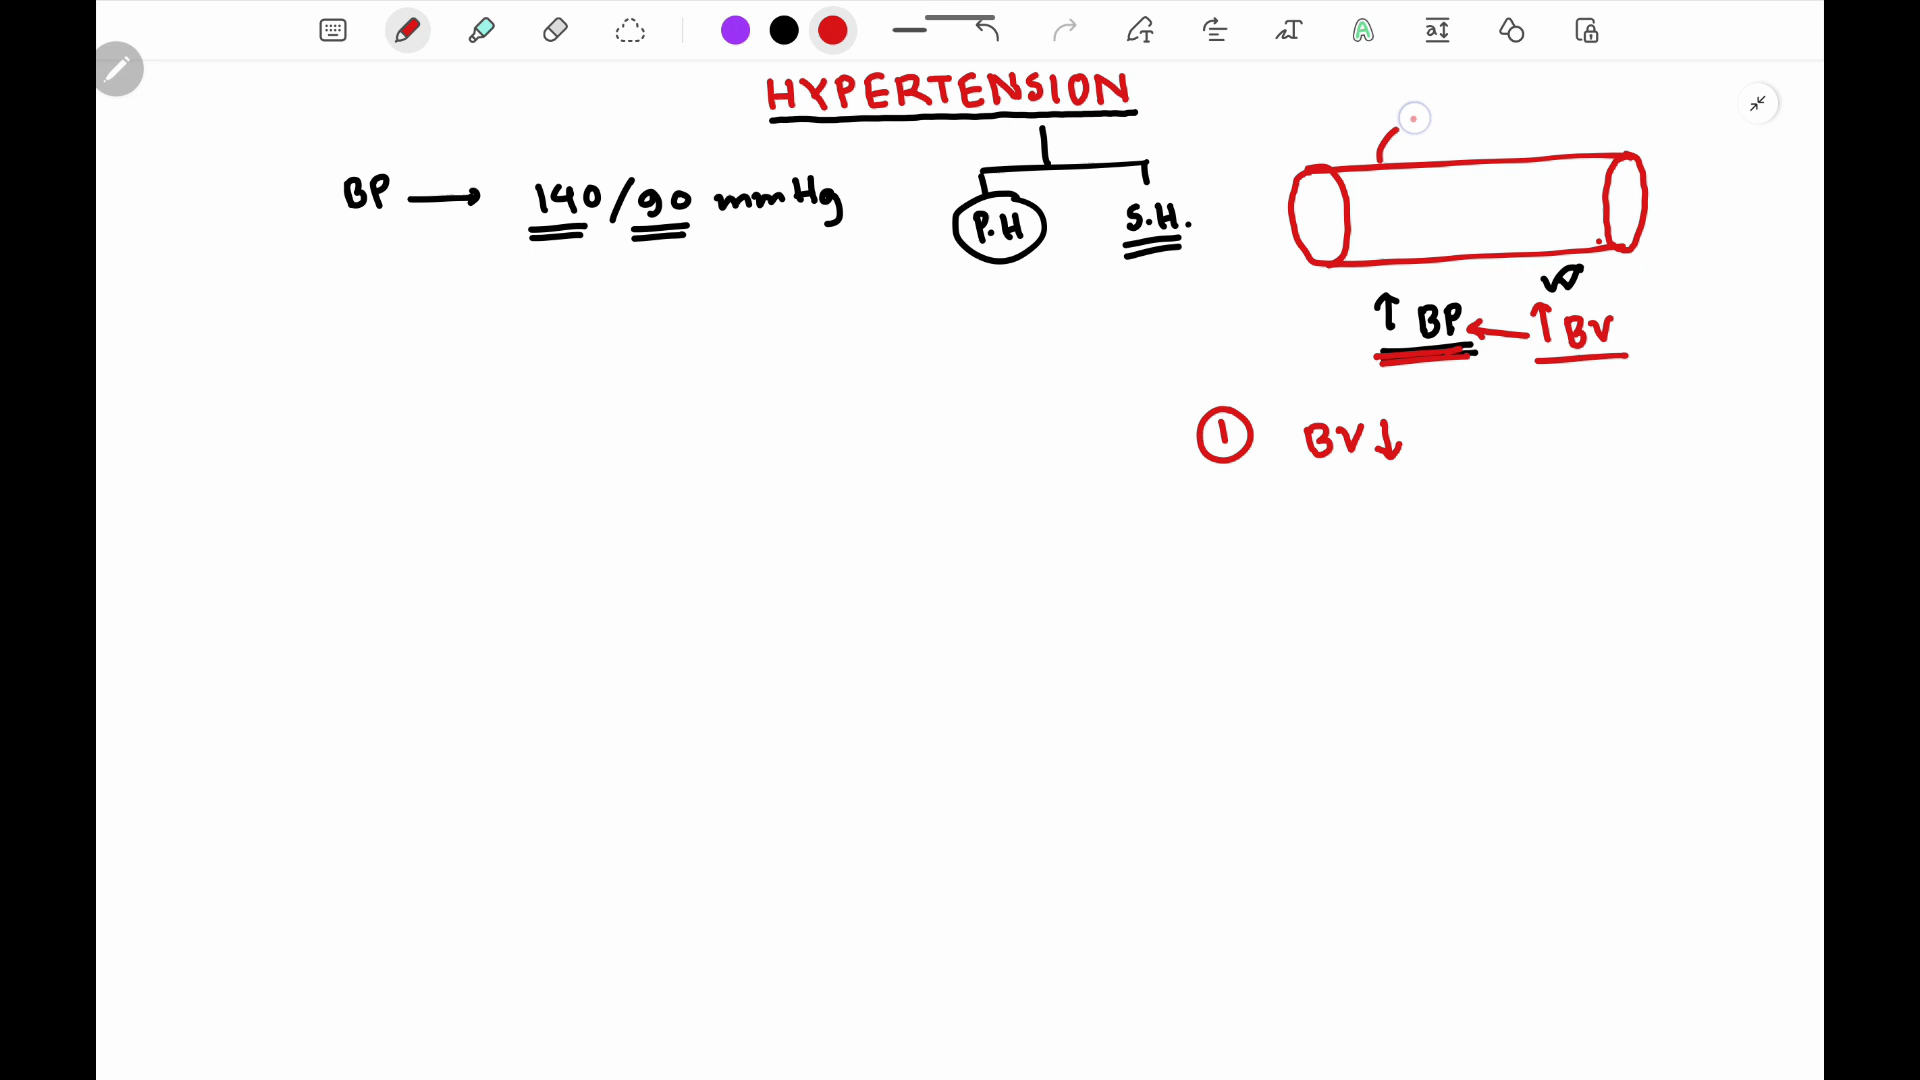 HYPERTENSION
BP → 140/90 mmHg
P.H
S.H.
↑ BP ← ↑ BV
① BV↓